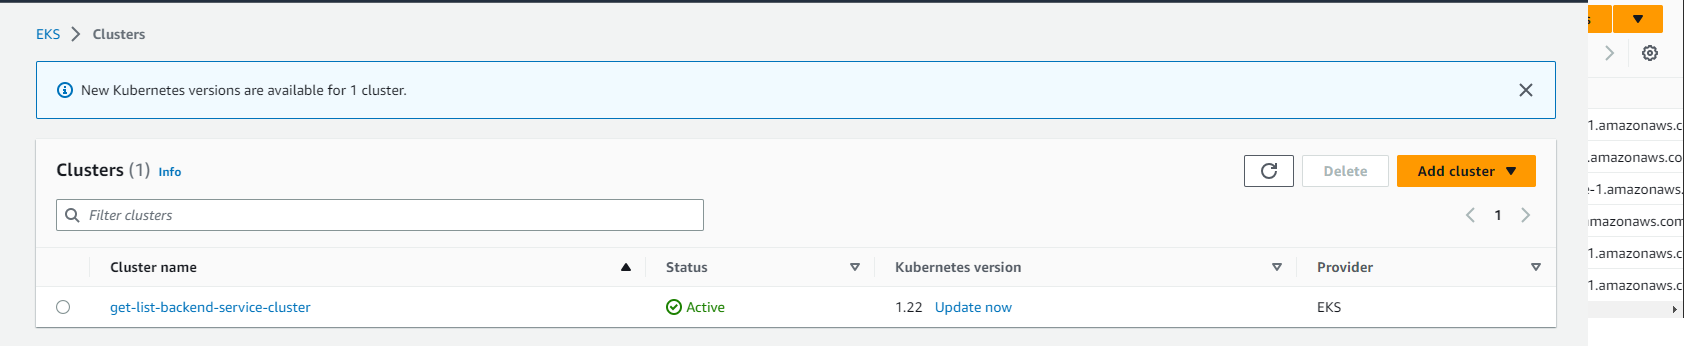 EKS > Clusters
New Kubernetes versions are available for 1 cluster.
Clusters (1) Info
Delete
Add cluster
Filter clusters
1
Cluster name
Status
Kubernetes version
Provider
get-list-backend-service-cluster
Active
1.22 Update now
EKS
1.amazonaws.c
.amazonaws.co
e-1.amazonaws.
mazonaws.com
1.amazonaws.c
1.amazonaws.c